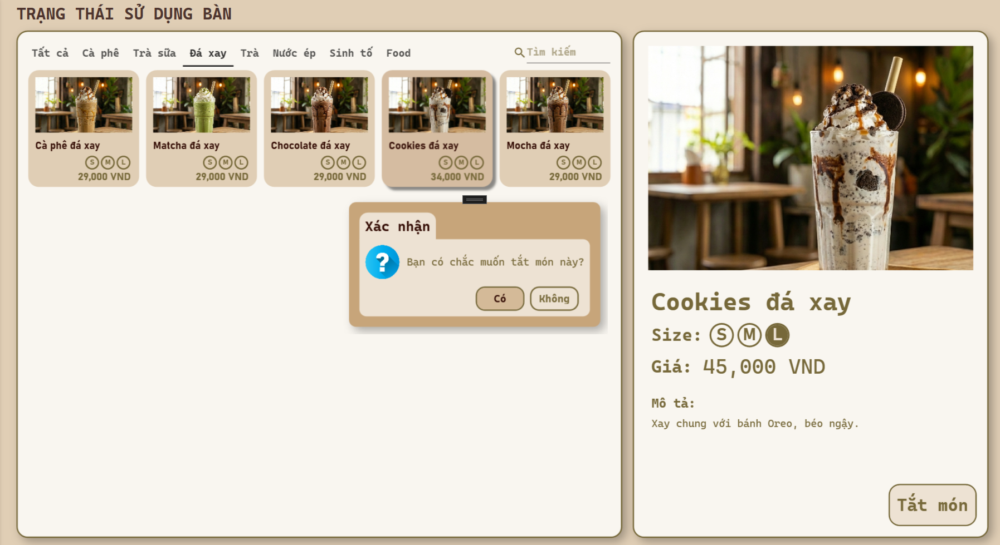 TRẠNG THÁI SỬ DỤNG BÀN
Tất cả Cà phê Trà sữa Đá xay Trà Nước ép Sinh tố Food
Tìm kiếm
Cà phê đá xay
S M L
29,000 VND
Matcha đá xay
S M L
29,000 VND
Chocolate đá xay
S M L
29,000 VND
Cookies đá xay
S M L
34,000 VND
Mocha đá xay
S M L
29,000 VND
Xác nhận
?
Bạn có chắc muốn tắt món này?
Có Không
Cookies đá xay
Size: S M L
Giá: 45,000 VND
Mô tả:
Xay chung với bánh Oreo, béo ngậy.
Tắt món